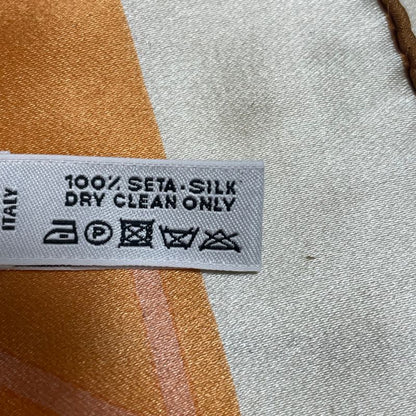 100% SETA · SILK
DRY CLEAN ONLY
P
ITALY